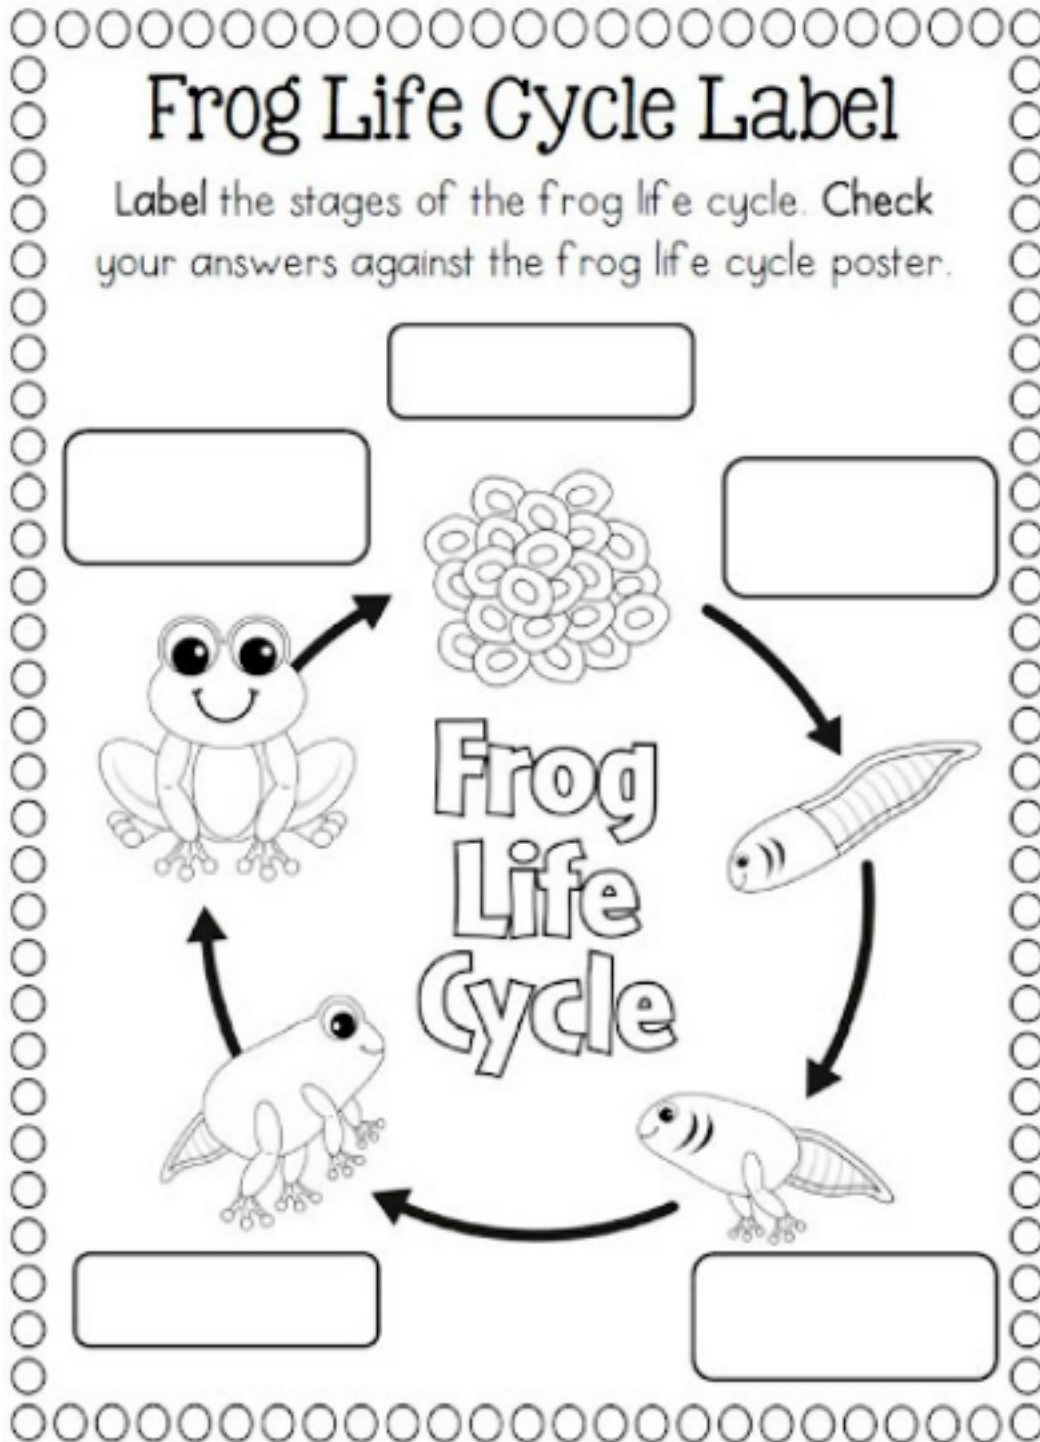 Frog Life Cycle Label
Label the stages of the frog life cycle. Check
your answers against the frog life cycle poster.
Frog
Life
Cycle